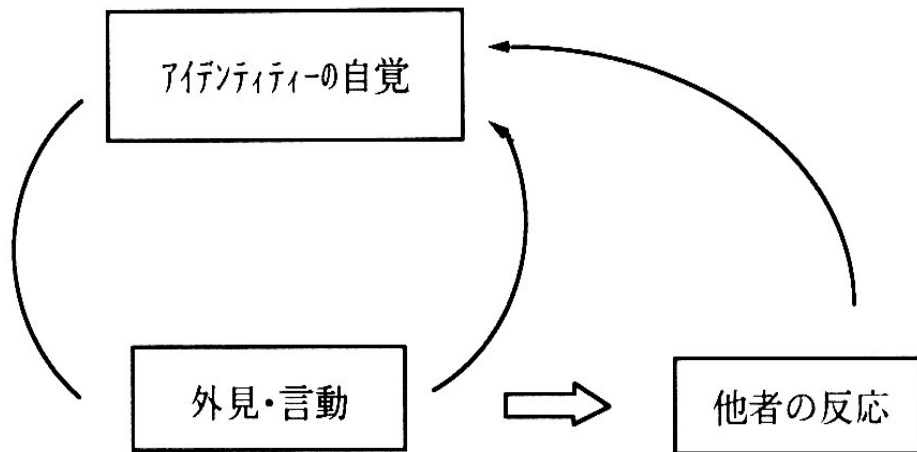 アイデンティティーの自覚
外見・言動
他者の反応